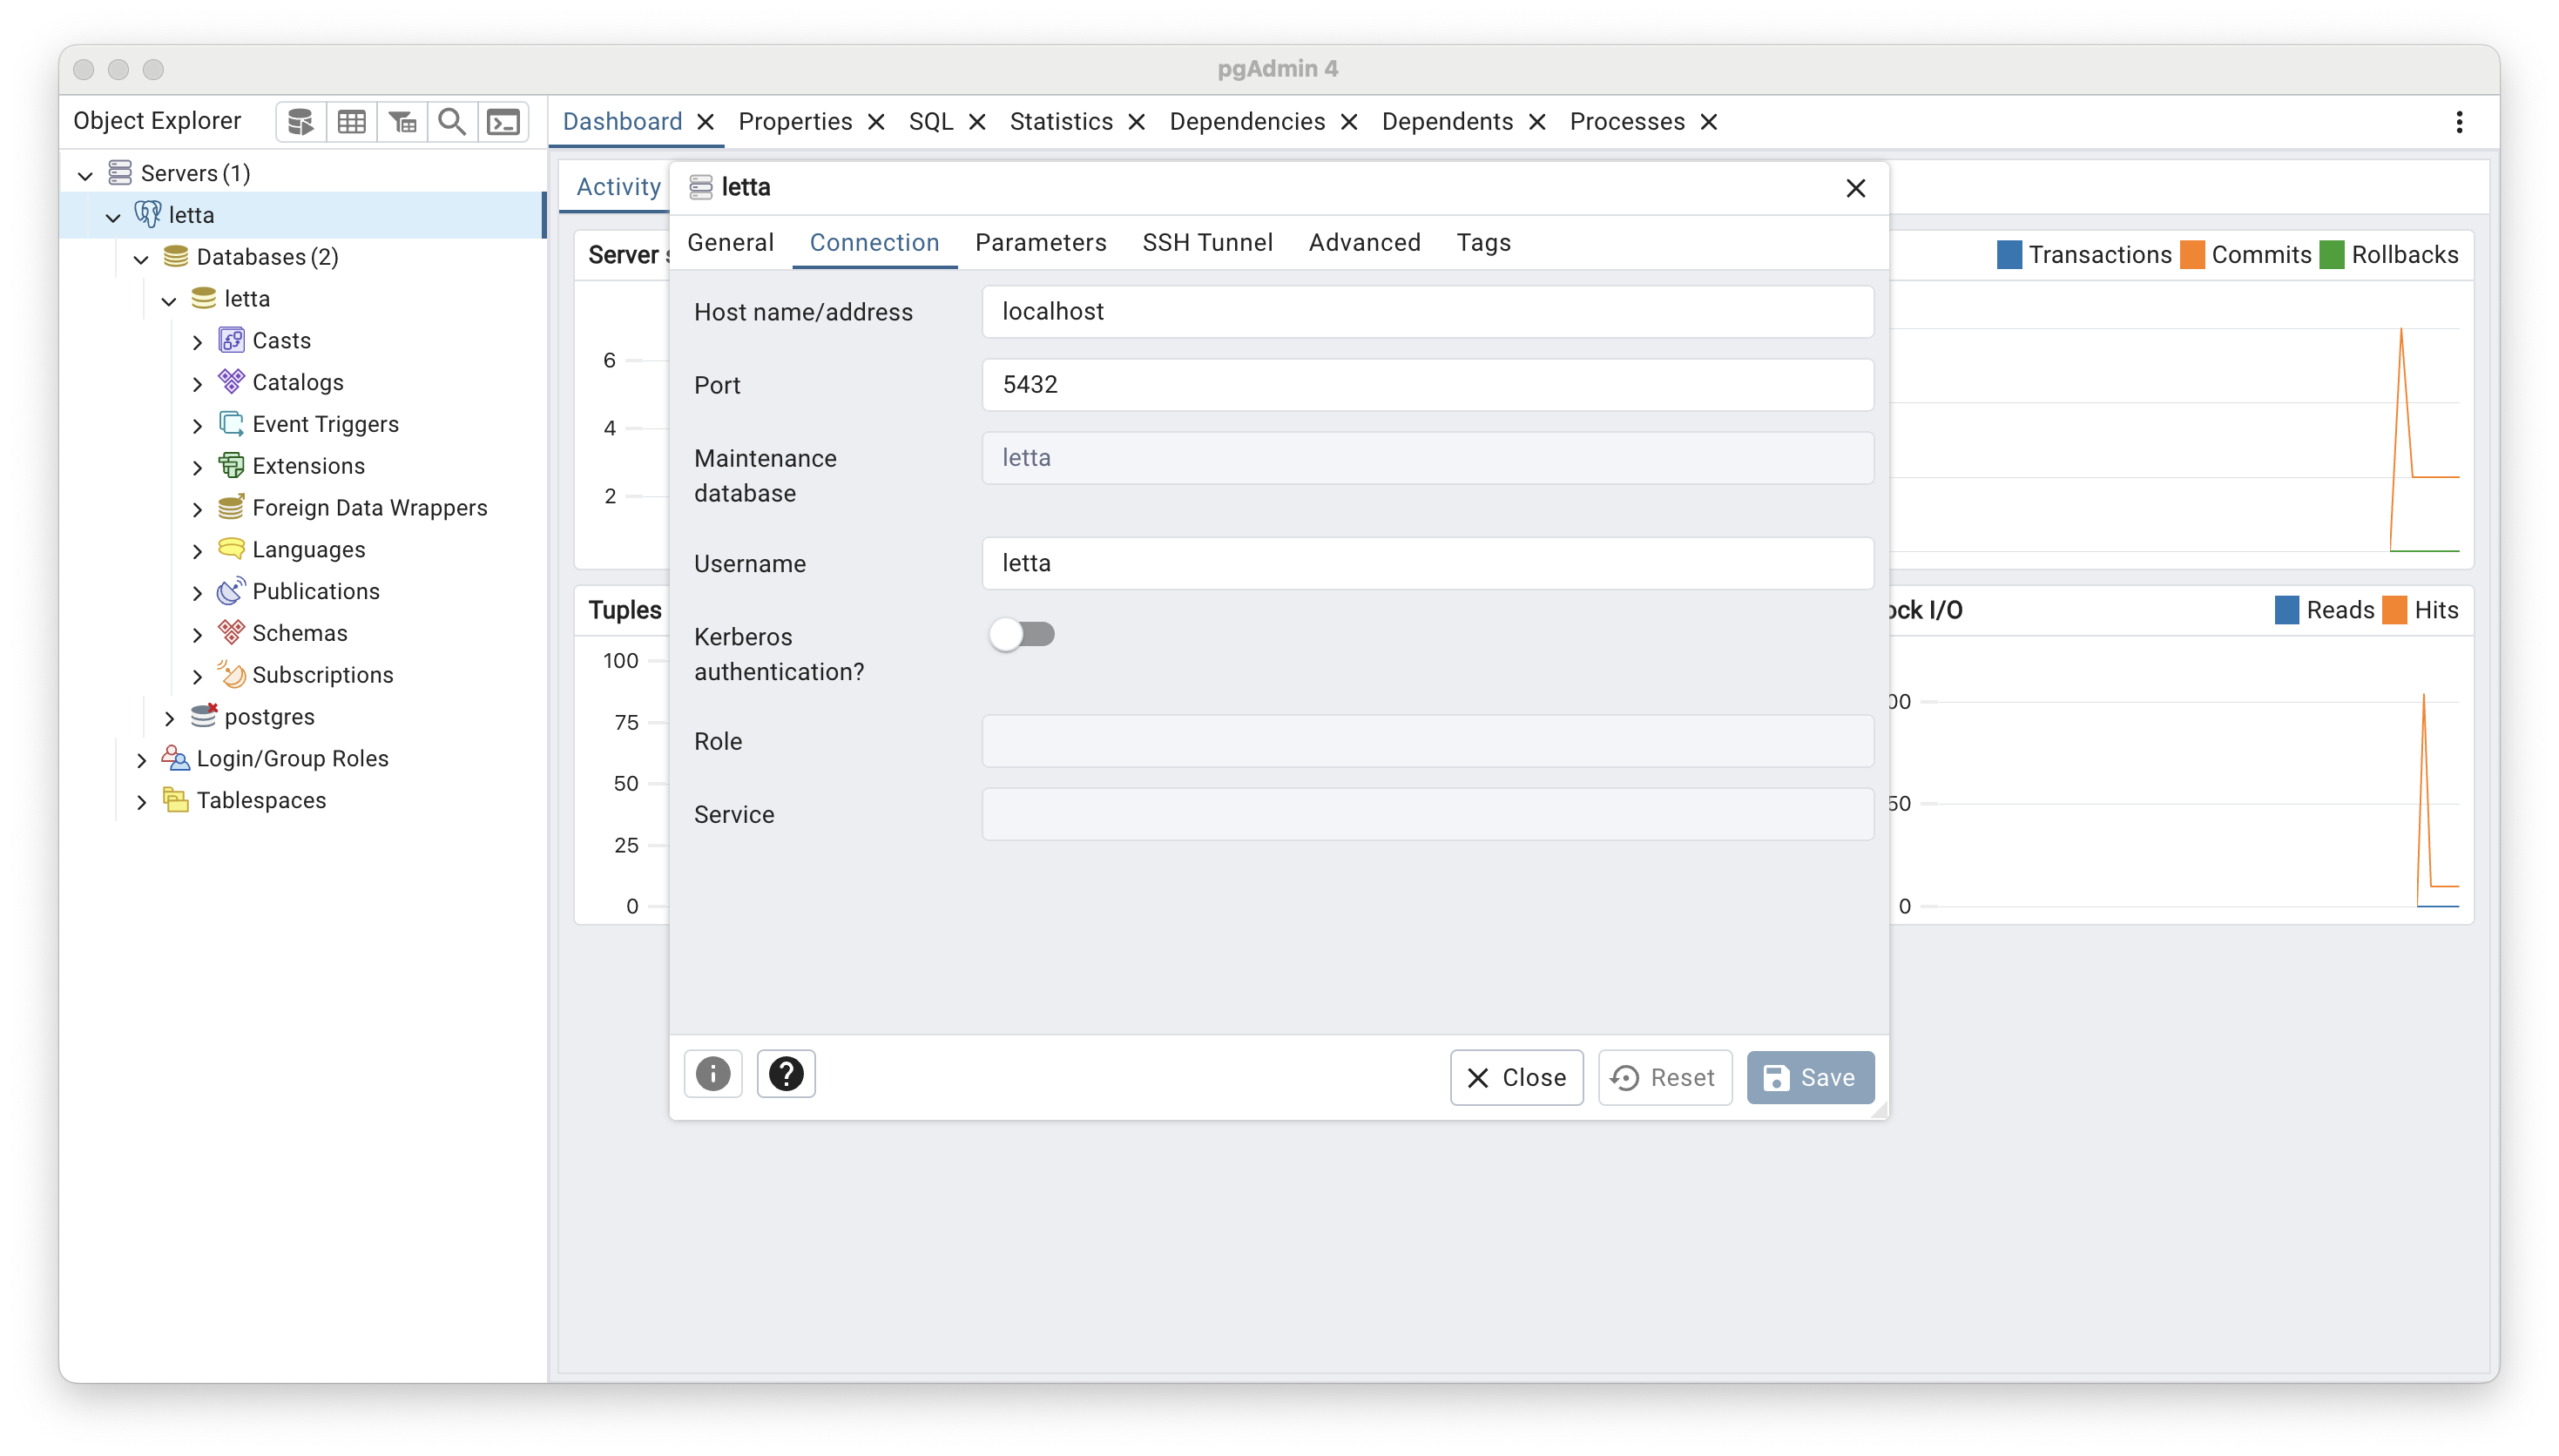 pgAdmin 4
Object Explorer
Dashboard Properties SQL Statistics Dependencies Dependents Processes
Servers (1)
letta
Databases (2)
letta
Casts
Catalogs
Event Triggers
Extensions
Foreign Data Wrappers
Languages
Publications
Schemas
Subscriptions
postgres
Login/Group Roles
Tablespaces
Activity
Server
6
4
2
Tuples
100
75
50
25
0
letta
General Connection Parameters SSH Tunnel Advanced Tags
Host name/address localhost
Port 5432
Maintenance database letta
Username letta
Kerberos authentication?
Role
Service
Close Reset Save
Transactions Commits Rollbacks
I/O
Reads Hits
0